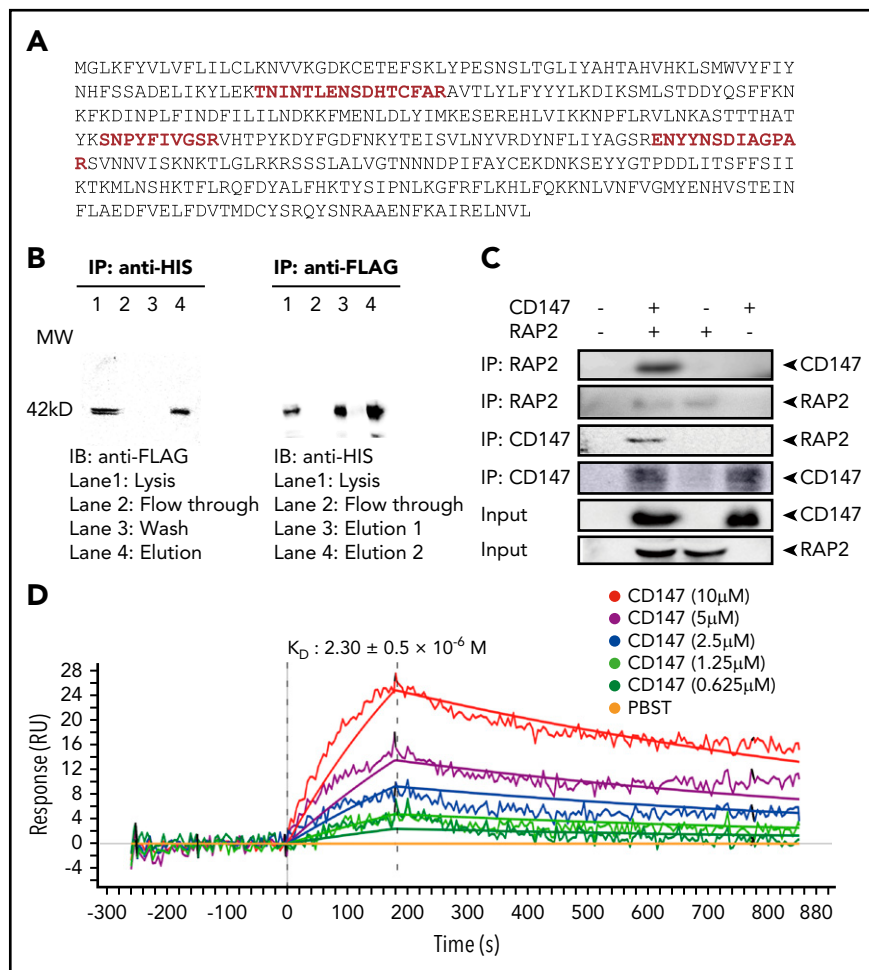 A
MGLKFYVLVFLILCLKNVVKGDKCETEFSKLYPESNSLTGLIYAHTAHVHKLSMWVYFIY
NHFSSADELIKYLEKTNINTLENSDHTCFARAVTLYLFYYYLKDIKSMLSTDDYQSFFKN
KFKDINPLFINDFILILNDKKFMENLDLYIMKESEREHLVIKKNPFLRVLNKASTTTHAT
YKSNPYFIVGSRVHTPYKDYFGDFNKYTEISVLNYVRDYNFLIYAGSRENYYNSDIAGPA
RSVNNVISKNKTLGLRKRSSSLALVGTNNNDPIFAYCEKDNKSEYYGTPDDLITSFFSII
KTKMLNSHKTFLRQFDYALFHKTYSIPNLKGFRFLKHLFQKKNLVNFVGMYENHVSTEIN
FLAEDFVELFDVTMDCYSRQYSNRAAENFKAIRELNVL
B
IP: anti-HIS
1 2 3 4
MW
42kD
IB: anti-FLAG
Lane1: Lysis
Lane 2: Flow through
Lane 3: Wash
Lane 4: Elution
IP: anti-FLAG
1 2 3 4
IB: anti-HIS
Lane1: Lysis
Lane 2: Flow through
Lane 3: Elution 1
Lane 4: Elution 2
C
CD147 - + - +
RAP2 - + + -
IP: RAP2 CD147
IP: RAP2 RAP2
IP: CD147 RAP2
IP: CD147 CD147
Input CD147
Input RAP2
D
CD147 (10μM)
CD147 (5μM)
CD147 (2.5μM)
CD147 (1.25μM)
CD147 (0.625μM)
PBST
K_D : 2.30 ± 0.5 × 10⁻⁶ M
Response (RU)
28
24
20
16
12
8
4
0
-4
-300 -200 -100 0 100 200 300 400 500 600 700 800 880
Time (s)